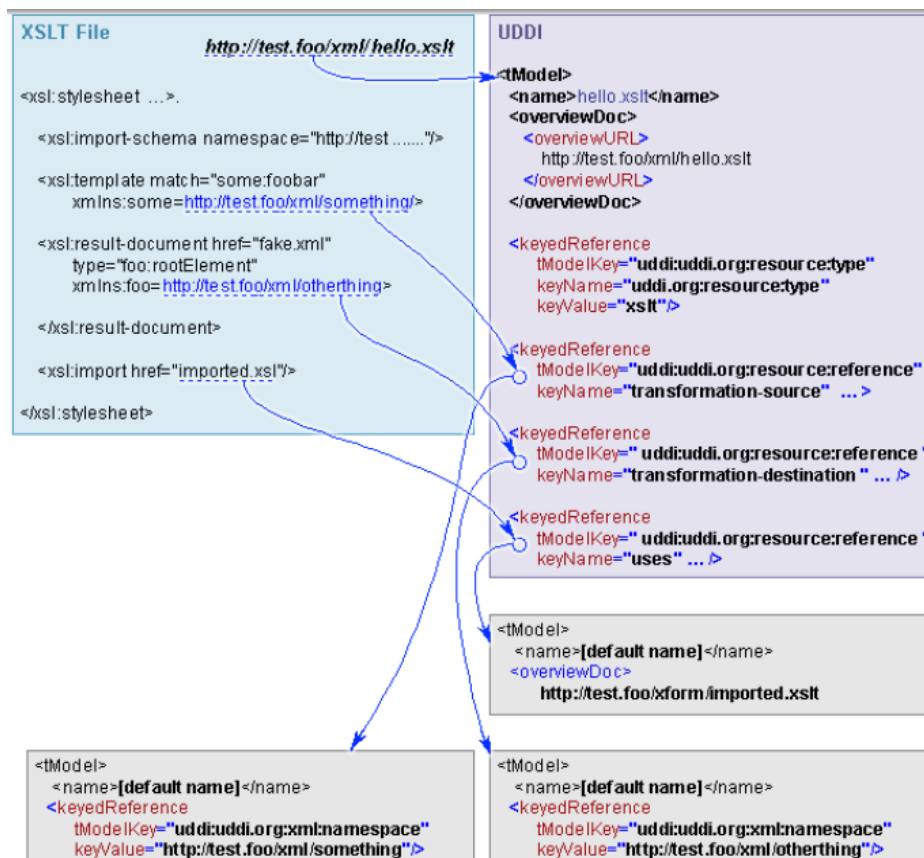 XSLT File
http://test.foo/xml/hello.xslt
<xsl:stylesheet ...>.
<xsl:import-schema namespace="http://test ......."/>
<xsl:template match="some:foobar"
xmlns:some=http://test.foo/xml/something/>
<xsl:result-document href="fake.xml"
type="foo:rootElement"
xmlns:foo=http://test.foo/xml/otherthing>
</xsl:result-document>
<xsl:import href="imported.xsl"/>
</xsl:stylesheet>
UDDI
<tModel>
<name>hello.xslt</name>
<overviewDoc>
<overviewURL>
http://test.foo/xml/hello.xslt
</overviewURL>
</overviewDoc>
<keyedReference
tModelKey="uddi:uddi.org:resource:type"
keyName="uddi.org:resource:type"
keyValue="xslt"/>
<keyedReference
tModelKey="uddi:uddi.org:resource:reference"
keyName="transformation-source" ... >
<keyedReference
tModelKey=" uddi:uddi.org:resource:reference "
keyName="transformation-destination " ... />
<keyedReference
tModelKey=" uddi:uddi.org:resource:reference "
keyName="uses" ... />
<tModel>
<name>[default name]</name>
<overviewDoc>
http://test.foo/xform/imported.xslt
<tModel>
<name>[default name]</name>
<keyedReference
tModelKey="uddi:uddi.org:xml:namespace"
keyValue="http://test.foo/xml/something"/>
<tModel>
<name>[default name]</name>
<keyedReference
tModelKey="uddi:uddi.org:xml:namespace"
keyValue="http://test.foo/xml/otherthing"/>